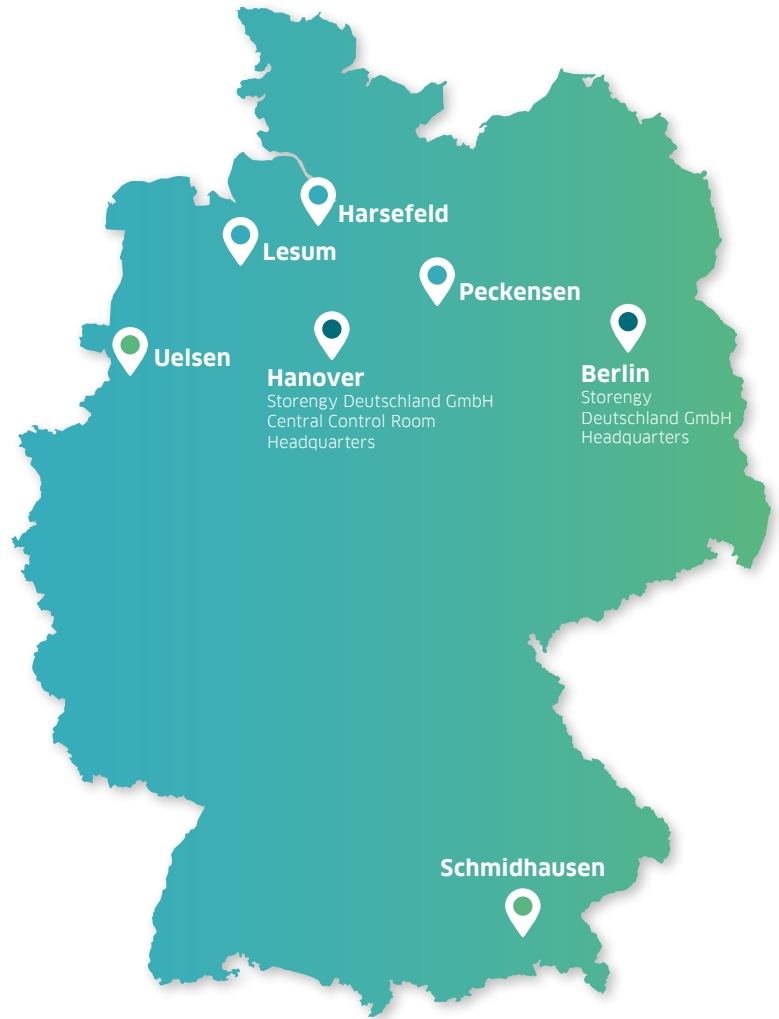 Harsefeld
Lesum
Peckensen
Uelsen
Hanover
Storengy Deutschland GmbH
Central Control Room
Headquarters
Berlin
Storengy
Deutschland GmbH
Headquarters
Schmidhausen